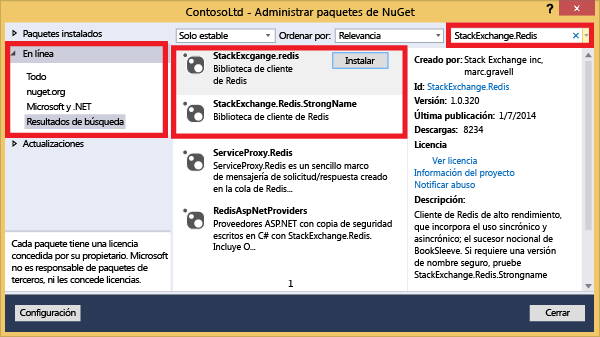 ContosoLtd - Administrar paquetes de NuGet
?
Paquetes instalados
En línea
Todo
nuget.org
Microsoft y .NET
Resultados de búsqueda
Actualizaciones
Cada paquete tiene una licencia
concedida por su propietario. Microsoft
no es responsable de paquetes de
terceros, ni les concede licencias.
Solo estable
Ordenar por:
Relevancia
StackExcgange.redis
Biblioteca de cliente
de Redis
Instalar
StackExchange.Redis.StrongName
Biblioteca de cliente de Redis
ServiceProxy.Redis
ServiceProxy.Redis es un sencillo marco
de mensajería de solicitud/respuesta creado
en la cola de Redis...
RedisAspNetProviders
Proveedores ASP.NET con copia de seguridad
escritos en C# con StackExchange.Redis.
Incluye O...
1
StackExchange.Redis
Creado por: Stack Exchange inc,
marc.gravell
Id: StackExchange.Redis
Versión: 1.0.320
Última publicación: 1/7/2014
Descargas: 8234
Licencia
Ver licencia
Información del proyecto
Notificar abuso
Descripción:
Cliente de Redis de alto rendimiento,
que incorpora el uso sincrónico y
asincrónico; el sucesor nocional de
BookSleeve. Si requiere una versión
de nombre seguro, pruebe
StackExchange.Redis.Strongname
Configuración
Cerrar